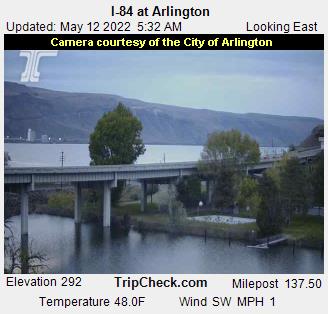 I-84 at Arlington
Updated: May 12 2022 5:32 AM Looking East
Camera courtesy of the City of Arlington
Elevation 292 TripCheck.com Milepost 137.50
Temperature 48.0F Wind SW MPH 1